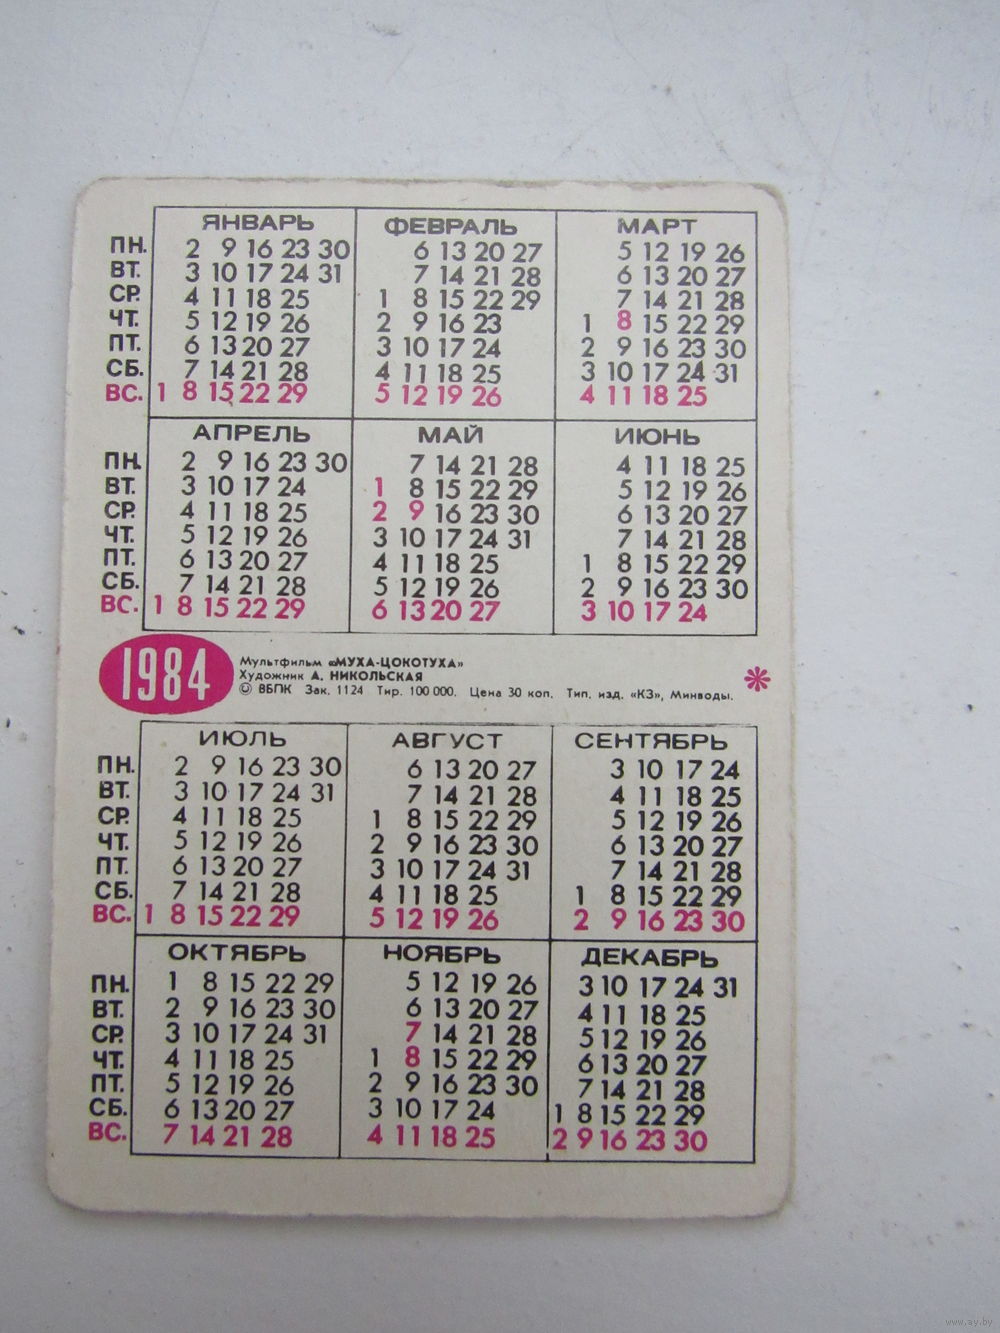 ЯНВАРЬ ФЕВРАЛЬ МАРТ
ПН. 2 9 16 23 30 6 13 20 27 5 12 19 26
ВТ. 3 10 17 24 31 7 14 21 28 6 13 20 27
СР. 4 11 18 25 1 8 15 22 29 7 14 21 28
ЧТ. 5 12 19 26 2 9 16 23 1 8 15 22 29
ПТ. 6 13 20 27 3 10 17 24 2 9 16 23 30
СБ. 7 14 21 28 4 11 18 25 3 10 17 24 31
ВС. 1 8 15 22 29 5 12 19 26 4 11 18 25
АПРЕЛЬ МАЙ ИЮНЬ
ПН. 2 9 16 23 30 7 14 21 28 4 11 18 25
ВТ. 3 10 17 24 1 8 15 22 29 5 12 19 26
СР. 4 11 18 25 2 9 16 23 30 6 13 20 27
ЧТ. 5 12 19 26 3 10 17 24 31 7 14 21 28
ПТ. 6 13 20 27 4 11 18 25 1 8 15 22 29
СБ. 7 14 21 28 5 12 19 26 2 9 16 23 30
ВС. 1 8 15 22 29 6 13 20 27 3 10 17 24
1984
Мультфильм «МУХА-ЦОКОТУХА»
Художник А. НИКОЛЬСКАЯ
© ВБПК Зак. 1124 Тир. 100 000. Цена 30 коп. Тип. изд. «КЗ», Минводы.
ИЮЛЬ АВГУСТ СЕНТЯБРЬ
ПН. 2 9 16 23 30 6 13 20 27 3 10 17 24
ВТ. 3 10 17 24 31 7 14 21 28 4 11 18 25
СР. 4 11 18 25 1 8 15 22 29 5 12 19 26
ЧТ. 5 12 19 26 2 9 16 23 30 6 13 20 27
ПТ. 6 13 20 27 3 10 17 24 31 7 14 21 28
СБ. 7 14 21 28 4 11 18 25 1 8 15 22 29
ВС. 1 8 15 22 29 5 12 19 26 2 9 16 23 30
ОКТЯБРЬ НОЯБРЬ ДЕКАБРЬ
ПН. 1 8 15 22 29 5 12 19 26 3 10 17 24 31
ВТ. 2 9 16 23 30 6 13 20 27 4 11 18 25
СР. 3 10 17 24 31 7 14 21 28 5 12 19 26
ЧТ. 4 11 18 25 1 8 15 22 29 6 13 20 27
ПТ. 5 12 19 26 2 9 16 23 30 7 14 21 28
СБ. 6 13 20 27 3 10 17 24 1 8 15 22 29
ВС. 7 14 21 28 4 11 18 25 2 9 16 23 30
www.ay.by